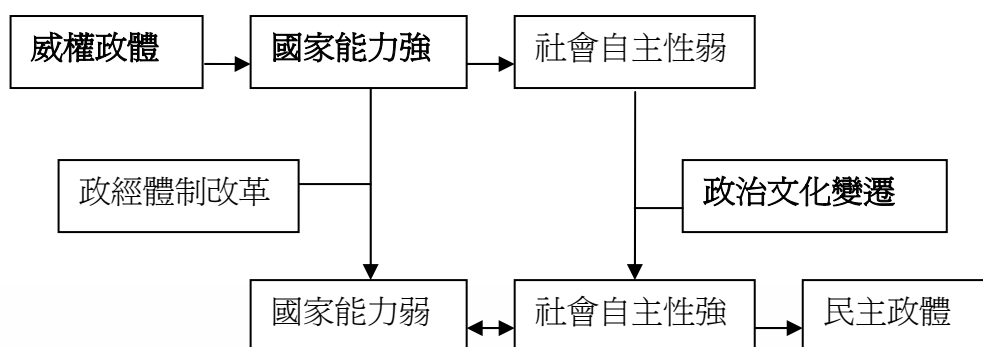 威權政體
國家能力強
社會自主性弱
政經體制改革
政治文化變遷
國家能力弱
社會自主性強
民主政體